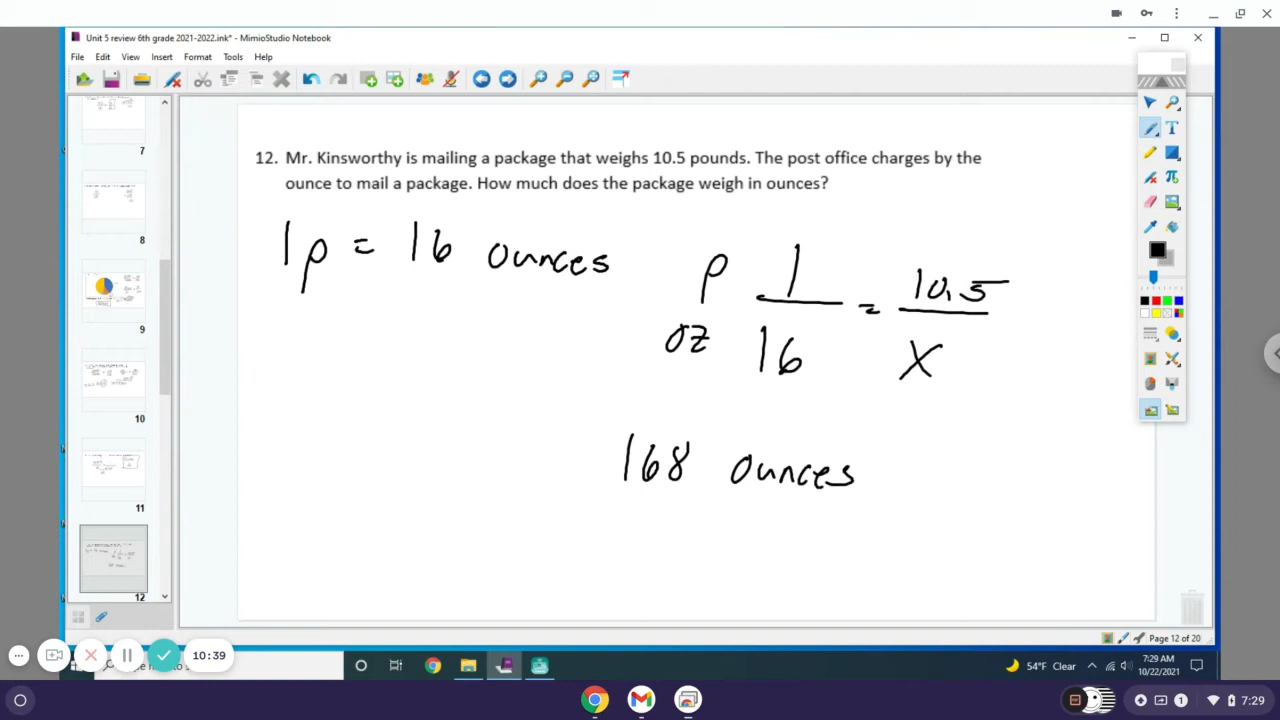 Unit 5 review 6th grade 2021-2022.ink* - MimioStudio Notebook
File Edit View Insert Format Tools Help
7
8
9
10
11
12
12. Mr. Kinsworthy is mailing a package that weighs 10.5 pounds. The post office charges by the
ounce to mail a package. How much does the package weigh in ounces?
1p = 16 ounces
p 1 = 10.5
oz 16 X
168 ounces
Page 12 of 20
10:39
54°F Clear
7:29 AM
10/22/2021
1
7:29